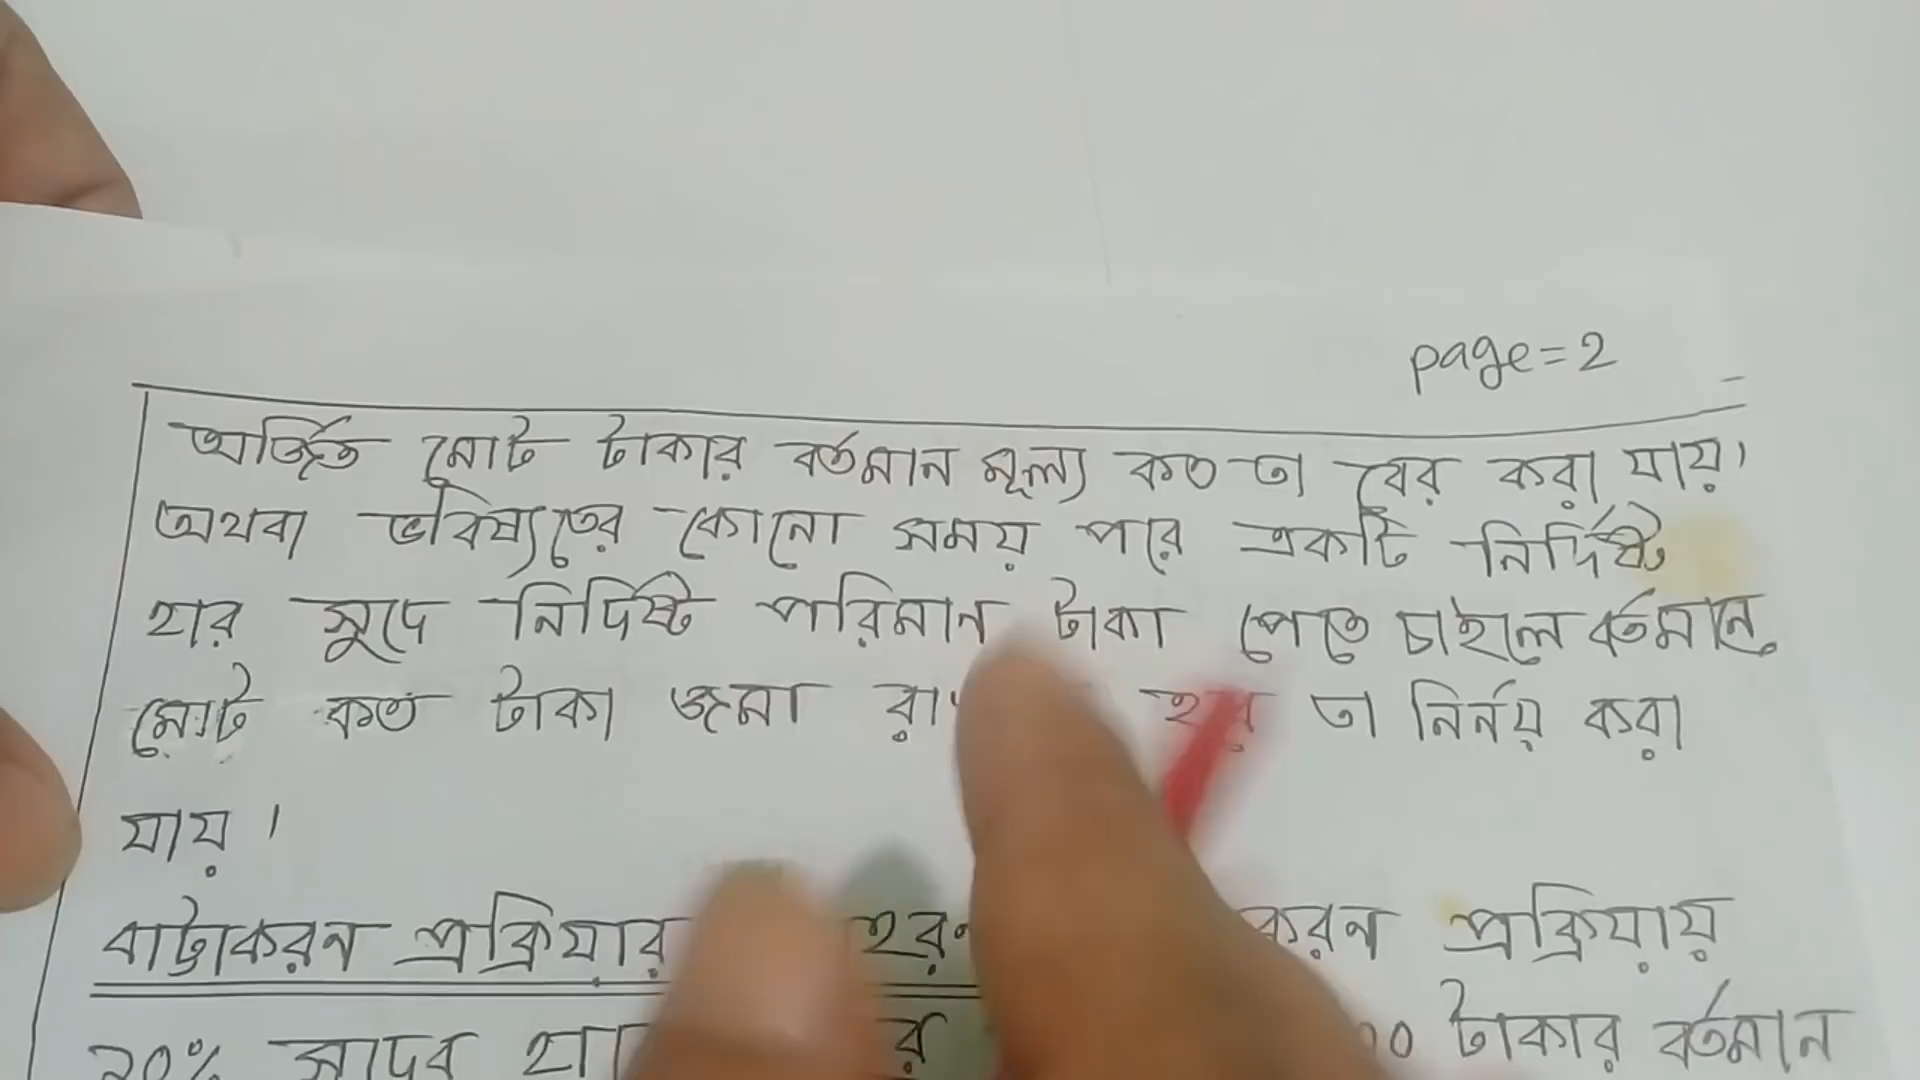 page=2
অর্জিত মোট টাকার বর্তমান মূল্য কত তা বের করা যায়।
অথবা ভবিষ্যতের কোনো সময় পরে একটি নির্দিষ্ট
হার সুদে নির্দিষ্ট পরিমান টাকা পেতে চাইলে বর্তমানে
মোট কত টাকা জমা তা নির্নয় করা
যায়।
বাট্টাকরন প্রক্রিয়ার প্রক্রিয়ায়
20% সুদের টাকার বর্তমান